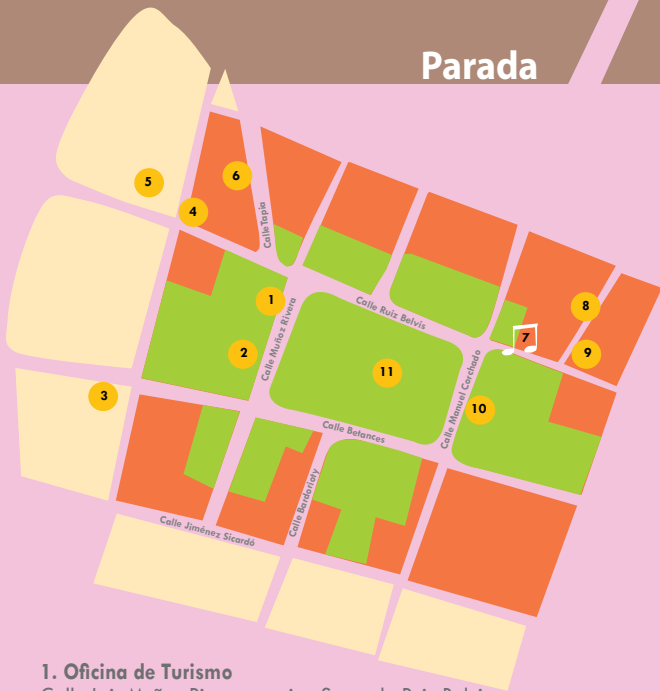 Parada
5
6
4
Calle Tapia
1
Calle Muñoz Rivera
Calle Ruiz Belvis
8
7
9
2
11
Calle Manuel Corchado
3
10
Calle Betances
Calle Bardorioty
Calle Jiménez Sicardó
1. Oficina de Turismo